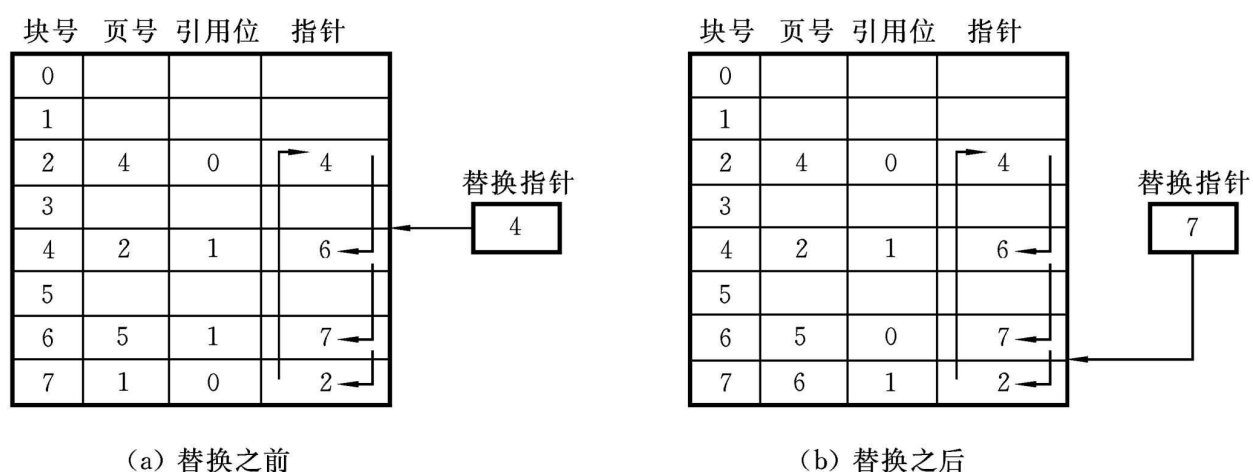 块号 页号 引用位 指针
0
1
2 4 0 4
3
4 2 1 6
5
6 5 1 7
7 1 0 2
替换指针
4
(a) 替换之前
块号 页号 引用位 指针
0
1
2 4 0 4
3
4 2 1 6
5
6 5 0 7
7 6 1 2
替换指针
7
(b) 替换之后